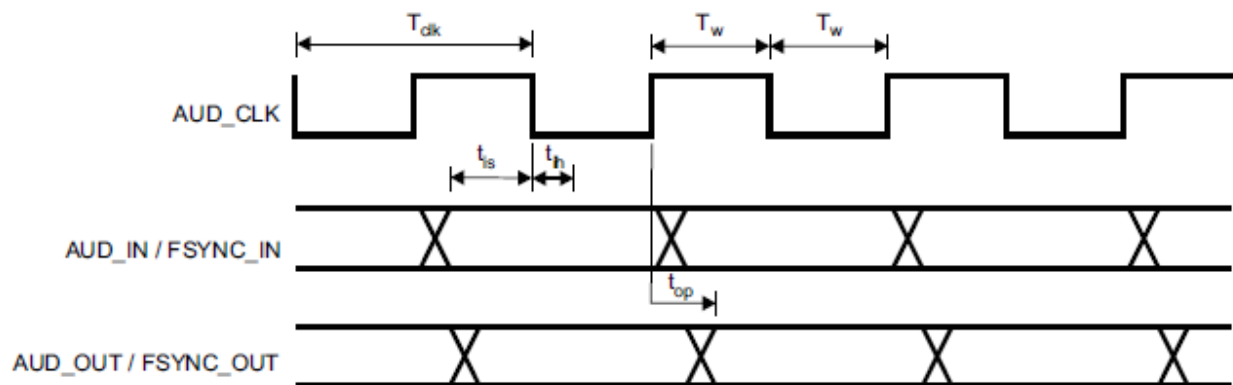 T_clk T_w T_w
AUD_CLK
t_is t_ih
AUD_IN / FSYNC_IN
t_op
AUD_OUT / FSYNC_OUT